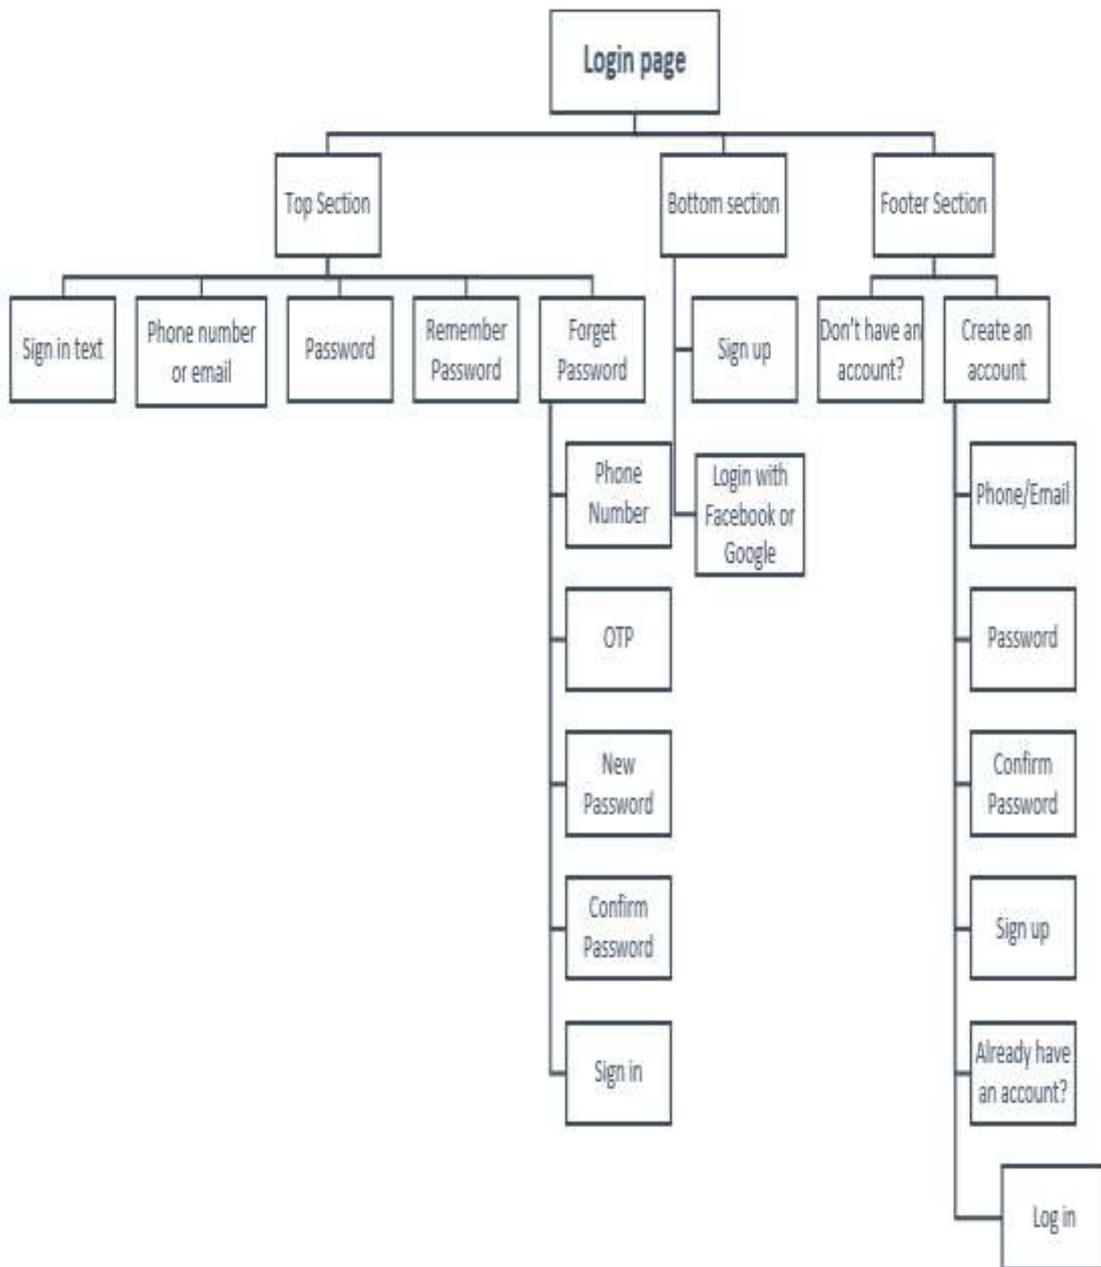 Login page
Top Section
Bottom section
Footer Section
Sign in text
Phone number
or email
Password
Remember
Password
Forget
Password
Sign up
Don't have an
account?
Create an
account
Phone
Number
OTP
New
Password
Confirm
Password
Sign in
Login with
Facebook or
Google
Phone/Email
Password
Confirm
Password
Sign up
Already have
an account?
Log in